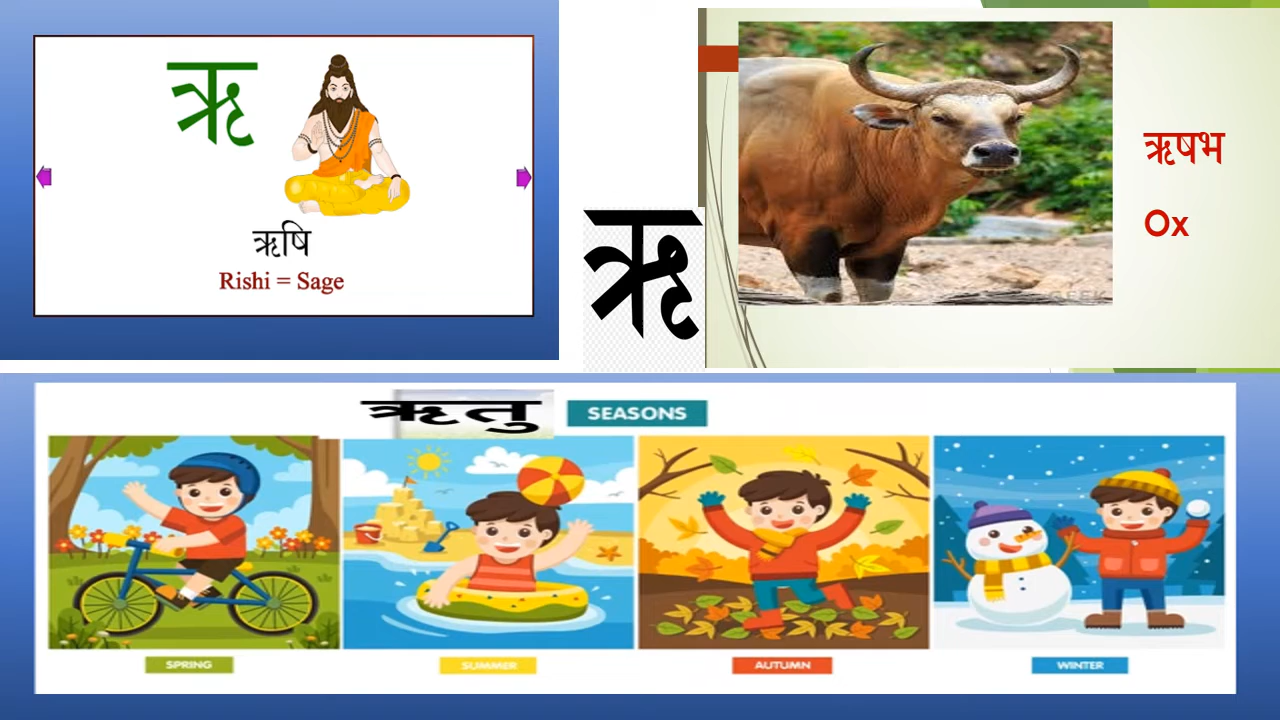 ऋ
ऋषि
Rishi = Sage
ऋ
ऋषभ
Ox
ऋतु
SEASONS
SPRING
SUMMER
AUTUMN
WINTER